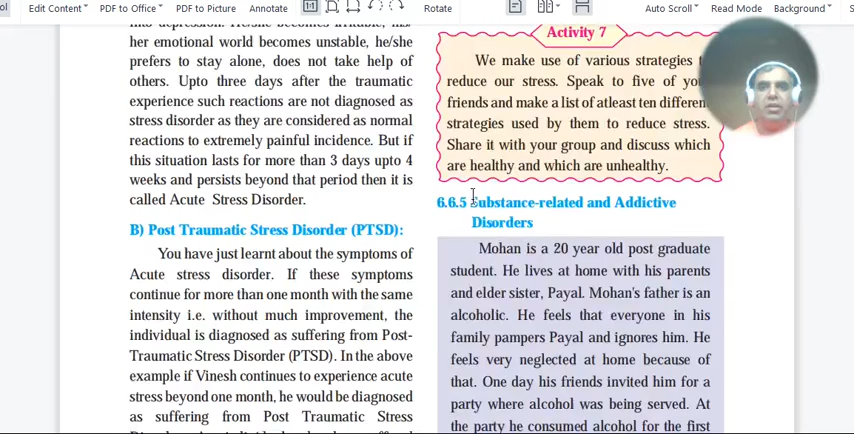 Edit Content
PDF to Office
PDF to Picture
Annotate
1:1
Rotate
Auto Scroll
Read Mode
Background
into depression. He/she becomes irritable, his/
her emotional world becomes unstable, he/she
prefers to stay alone, does not take help of
others. Upto three days after the traumatic
experience such reactions are not diagnosed as
stress disorder as they are considered as normal
reactions to extremely painful incidence. But if
this situation lasts for more than 3 days upto 4
weeks and persists beyond that period then it is
called Acute Stress Disorder.
B) Post Traumatic Stress Disorder (PTSD):
You have just learnt about the symptoms of
Acute stress disorder. If these symptoms
continue for more than one month with the same
intensity i.e. without much improvement, the
individual is diagnosed as suffering from Post-
Traumatic Stress Disorder (PTSD). In the above
example if Vinesh continues to experience acute
stress beyond one month, he would be diagnosed
as suffering from Post Traumatic Stress
Activity 7
We make use of various strategies
reduce our stress. Speak to five of
friends and make a list of atleast ten
strategies used by them to reduce stress.
Share it with your group and discuss which
are healthy and which are unhealthy.
6.6.5 Substance-related and Addictive
Disorders
Mohan is a 20 year old post graduate
student. He lives at home with his parents
and elder sister, Payal. Mohan's father is an
alcoholic. He feels that everyone in his
family pampers Payal and ignores him. He
feels very neglected at home because of
that. One day his friends invited him for a
party where alcohol was being served. At
the party he consumed alcohol for the first